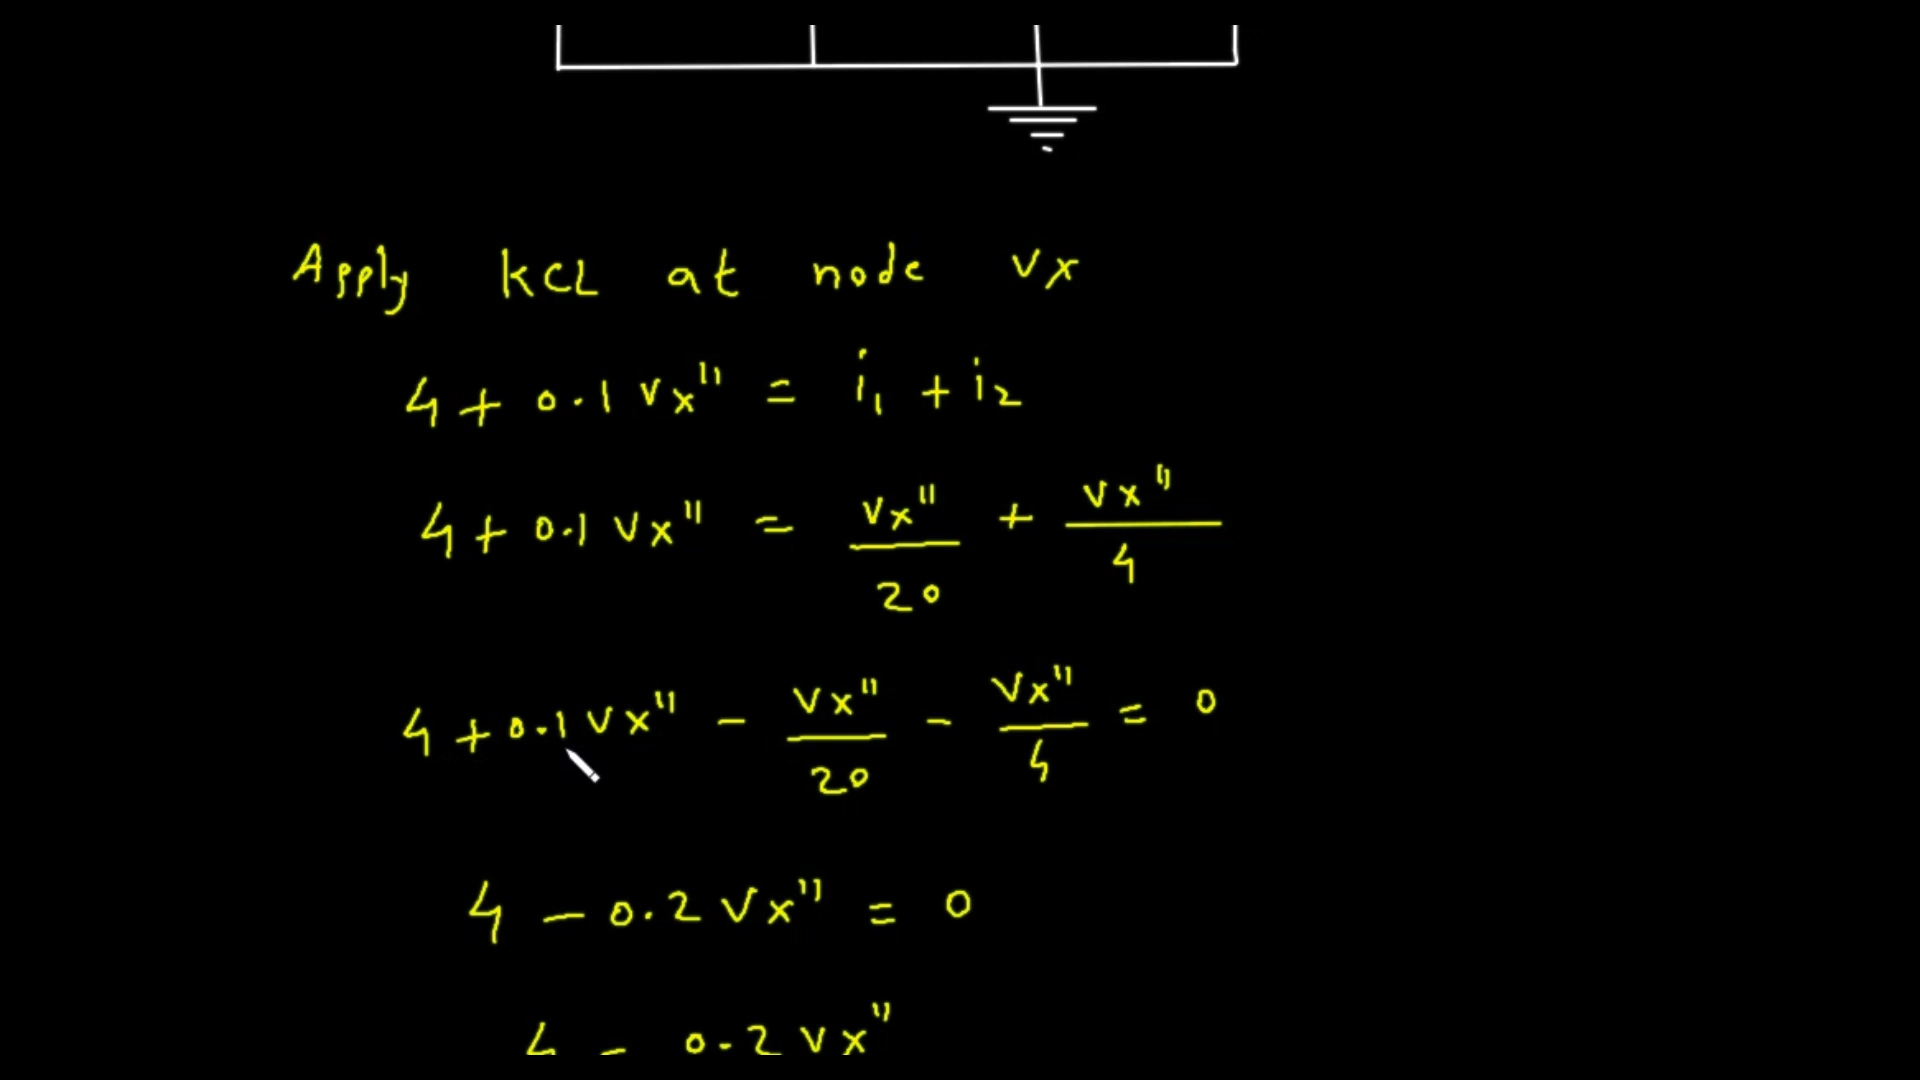 Apply KCL at node Vx
4 + 0.1 Vx'' = i₁ + i₂
4 + 0.1 Vx'' = Vx''/20 + Vx''/4
4 + 0.1 Vx'' - Vx''/20 - Vx''/4 = 0
4 - 0.2 Vx'' = 0
4 = 0.2 Vx''